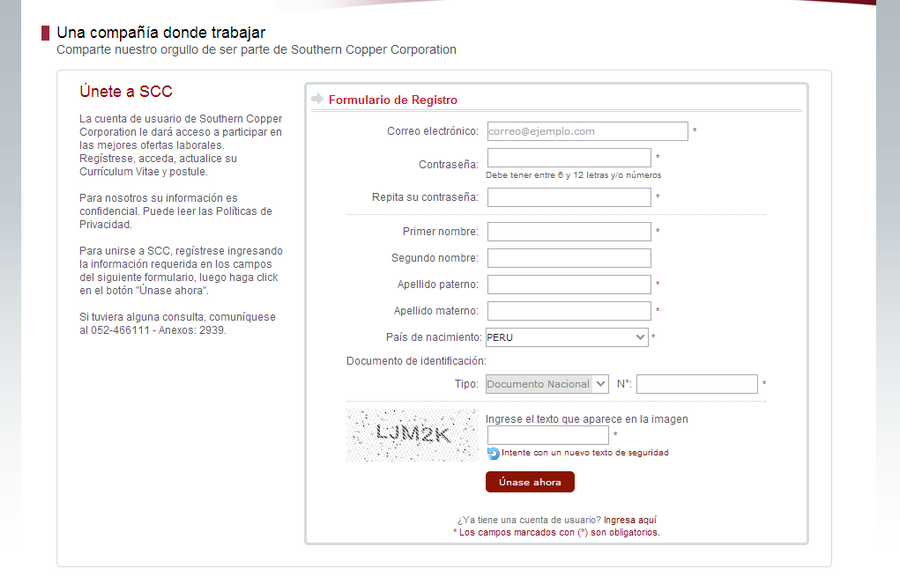 Una compañía donde trabajar
Comparte nuestro orgullo de ser parte de Southern Copper Corporation
Únete a SCC
La cuenta de usuario de Southern Copper
Corporation le dará acceso a participar en
las mejores ofertas laborales.
Regístrese, acceda, actualice su
Currículum Vitae y postule.
Para nosotros su información es
confidencial. Puede leer las Políticas de
Privacidad.
Para unirse a SCC, regístrese ingresando
la información requerida en los campos
del siguiente formulario, luego haga click
en el botón "Únase ahora".
Si tuviera alguna consulta, comuníquese
al 052-466111 - Anexos: 2939.
Formulario de Registro
Correo electrónico: correo@ejemplo.com *
Contraseña: *
Debe tener entre 6 y 12 letras y/o números
Repita su contraseña: *
Primer nombre: *
Segundo nombre:
Apellido paterno: *
Apellido materno: *
País de nacimiento: PERU *
Documento de identificación:
Tipo: Documento Nacional N°: *
LJM2K
Ingrese el texto que aparece en la imagen
*
Intente con un nuevo texto de seguridad
Únase ahora
¿Ya tiene una cuenta de usuario? Ingresa aquí
* Los campos marcados con (*) son obligatorios.